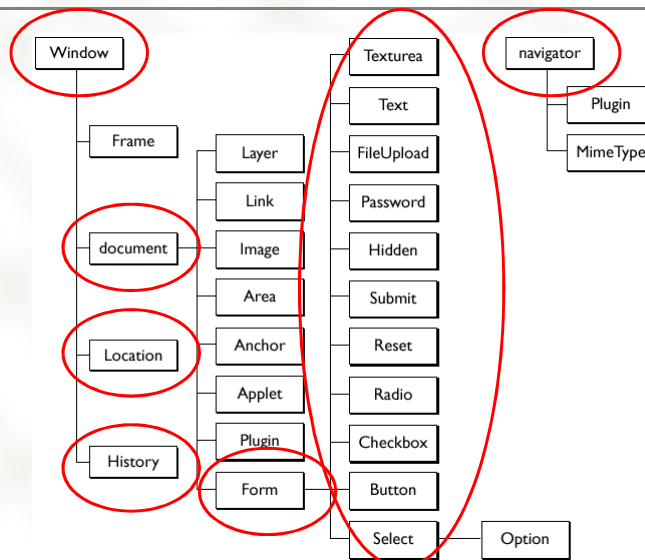 Window
Frame
document
Location
History
Layer
Link
Image
Area
Anchor
Applet
Plugin
Form
Texturea
Text
FileUpload
Password
Hidden
Submit
Reset
Radio
Checkbox
Button
Select
Option
navigator
Plugin
MimeType